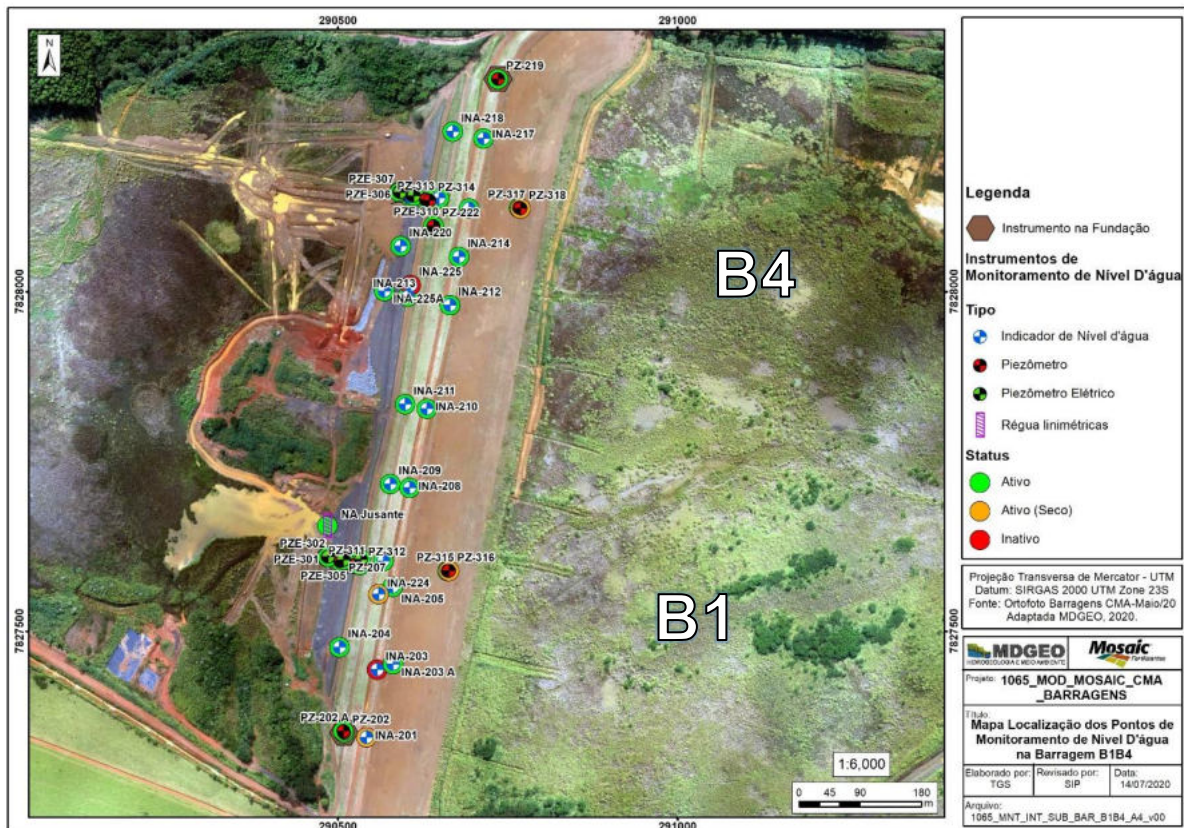 290500
291000
N
PZ-219
INA-218
INA-217
PZE-307
PZ-313
PZ-314
PZE-306
PZ-317
PZ-318
PZE-310
PZ-222
INA-220
INA-214
INA-225
INA-213
INA-225A
INA-212
7828000
7828000
B4
INA-211
INA-210
INA-209
INA-208
NA Jusante
PZE-302
PZ-311
PZ-312
PZE-301
PZE-305
PZ-207
PZ-315
PZ-316
INA-224
INA-205
B1
7827500
7827500
INA-204
INA-203
INA-203 A
PZ-202 A
PZ-202
INA-201
1:6,000
0 45 90 180
m
290500
291000
Legenda
Instrumento na Fundação
Instrumentos de
Monitoramento de Nível D'água
Tipo
Indicador de Nível d'água
Piezômetro
Piezômetro Elétrico
Régua linimétricas
Status
Ativo
Ativo (Seco)
Inativo
Projeção Transversa de Mercator - UTM
Datum: SIRGAS 2000 UTM Zone 23S
Fonte: Ortofoto Barragens CMA-Maio/20
Adaptada MDGEO, 2020.
MDGEO
HIDROGEOLOGIA E MEIO AMBIENTE
Mosaic
Fertilizantes
Projeto: 1065_MOD_MOSAIC_CMA
_BARRAGENS
Título:
Mapa Localização dos Pontos de
Monitoramento de Nível D'água
na Barragem B1B4
Elaborado por:
TGS
Revisado por:
SIP
Data:
14/07/2020
Arquivo:
1065_MNT_INT_SUB_BAR_B1B4_A4_v00